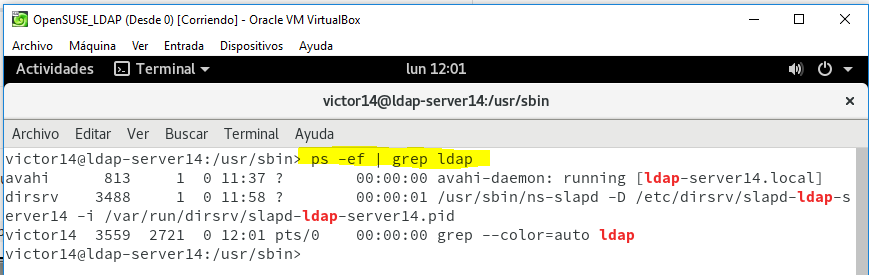 OpenSUSE_LDAP (Desde 0) [Corriendo] - Oracle VM VirtualBox
Archivo Máquina Ver Entrada Dispositivos Ayuda
Actividades Terminal lun 12:01
victor14@ldap-server14:/usr/sbin
Archivo Editar Ver Buscar Terminal Ayuda
victor14@ldap-server14:/usr/sbin> ps -ef | grep ldap
avahi 813 1 0 11:37 ? 00:00:00 avahi-daemon: running [ldap-server14.local]
dirsrv 3488 1 0 11:58 ? 00:00:01 /usr/sbin/ns-slapd -D /etc/dirsrv/slapd-ldap-s
erver14 -i /var/run/dirsrv/slapd-ldap-server14.pid
victor14 3559 2721 0 12:01 pts/0 00:00:00 grep --color=auto ldap
victor14@ldap-server14:/usr/sbin>